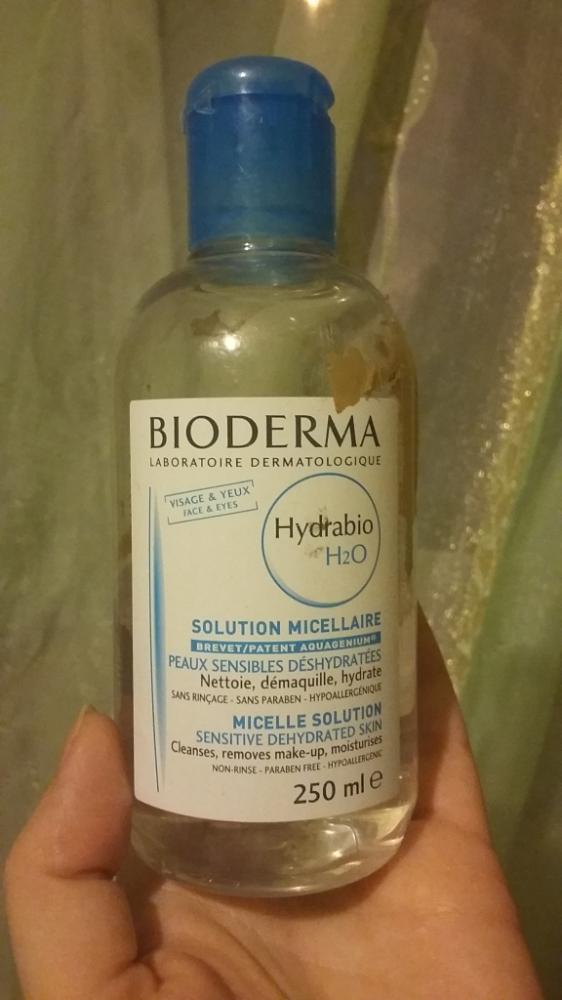 BIODERMA
LABORATOIRE DERMATOLOGIQUE
VISAGE & YEUX
FACE & EYES
Hydrabio
H2O
SOLUTION MICELLAIRE
BREVET/PATENT AQUAGENIUM®
PEAUX SENSIBLES DÉSHYDRATÉES
Nettoie, démaquille, hydrate
SANS RINÇAGE - SANS PARABEN - HYPOALLERGÉNIQUE
MICELLE SOLUTION
SENSITIVE DEHYDRATED SKIN
Cleanses, removes make-up, moisturises
NON-RINSE - PARABEN FREE - HYPOALLERGENIC
250 ml e